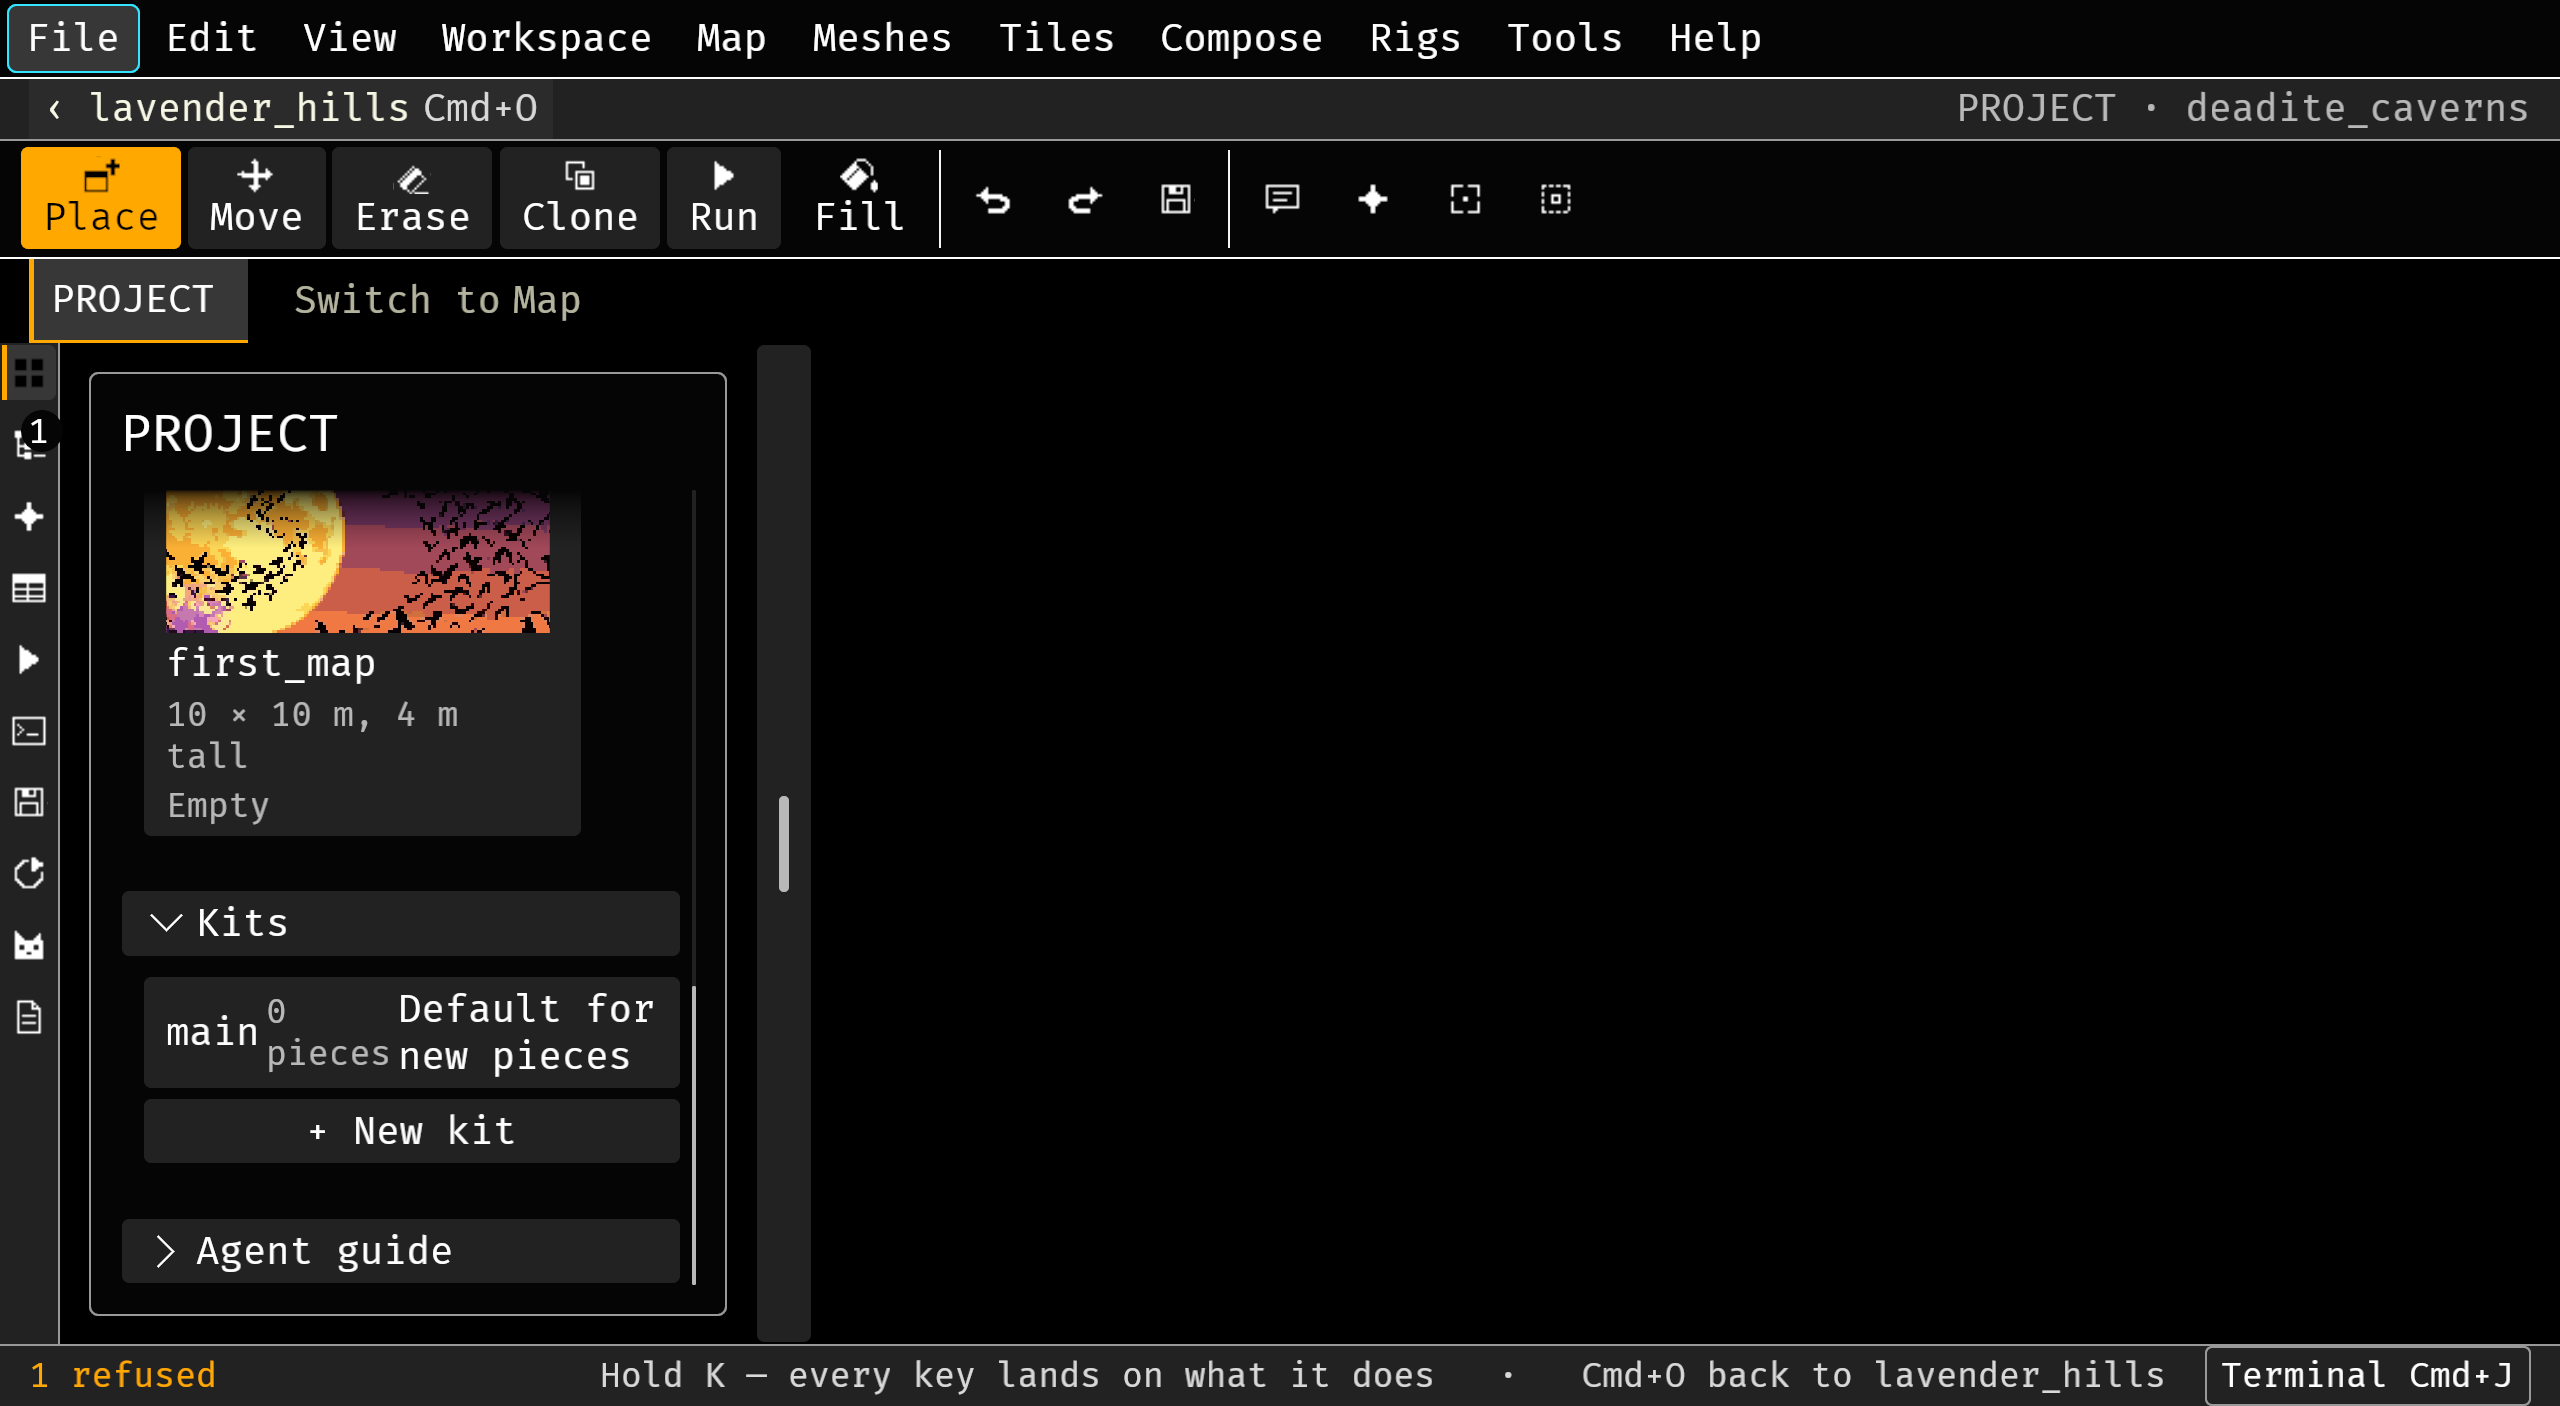 File Edit View Workspace Map Meshes Tiles Compose Rigs Tools Help
‹ lavender_hills Cmd+O
PROJECT · deadite_caverns
Place Move Erase Clone Run Fill
PROJECT Switch to Map
1
PROJECT
first_map
10 × 10 m, 4 m
tall
Empty
Kits
main 0 pieces Default for
new pieces
+ New kit
Agent guide
1 refused
Hold K — every key lands on what it does · Cmd+O back to lavender_hills
Terminal Cmd+J